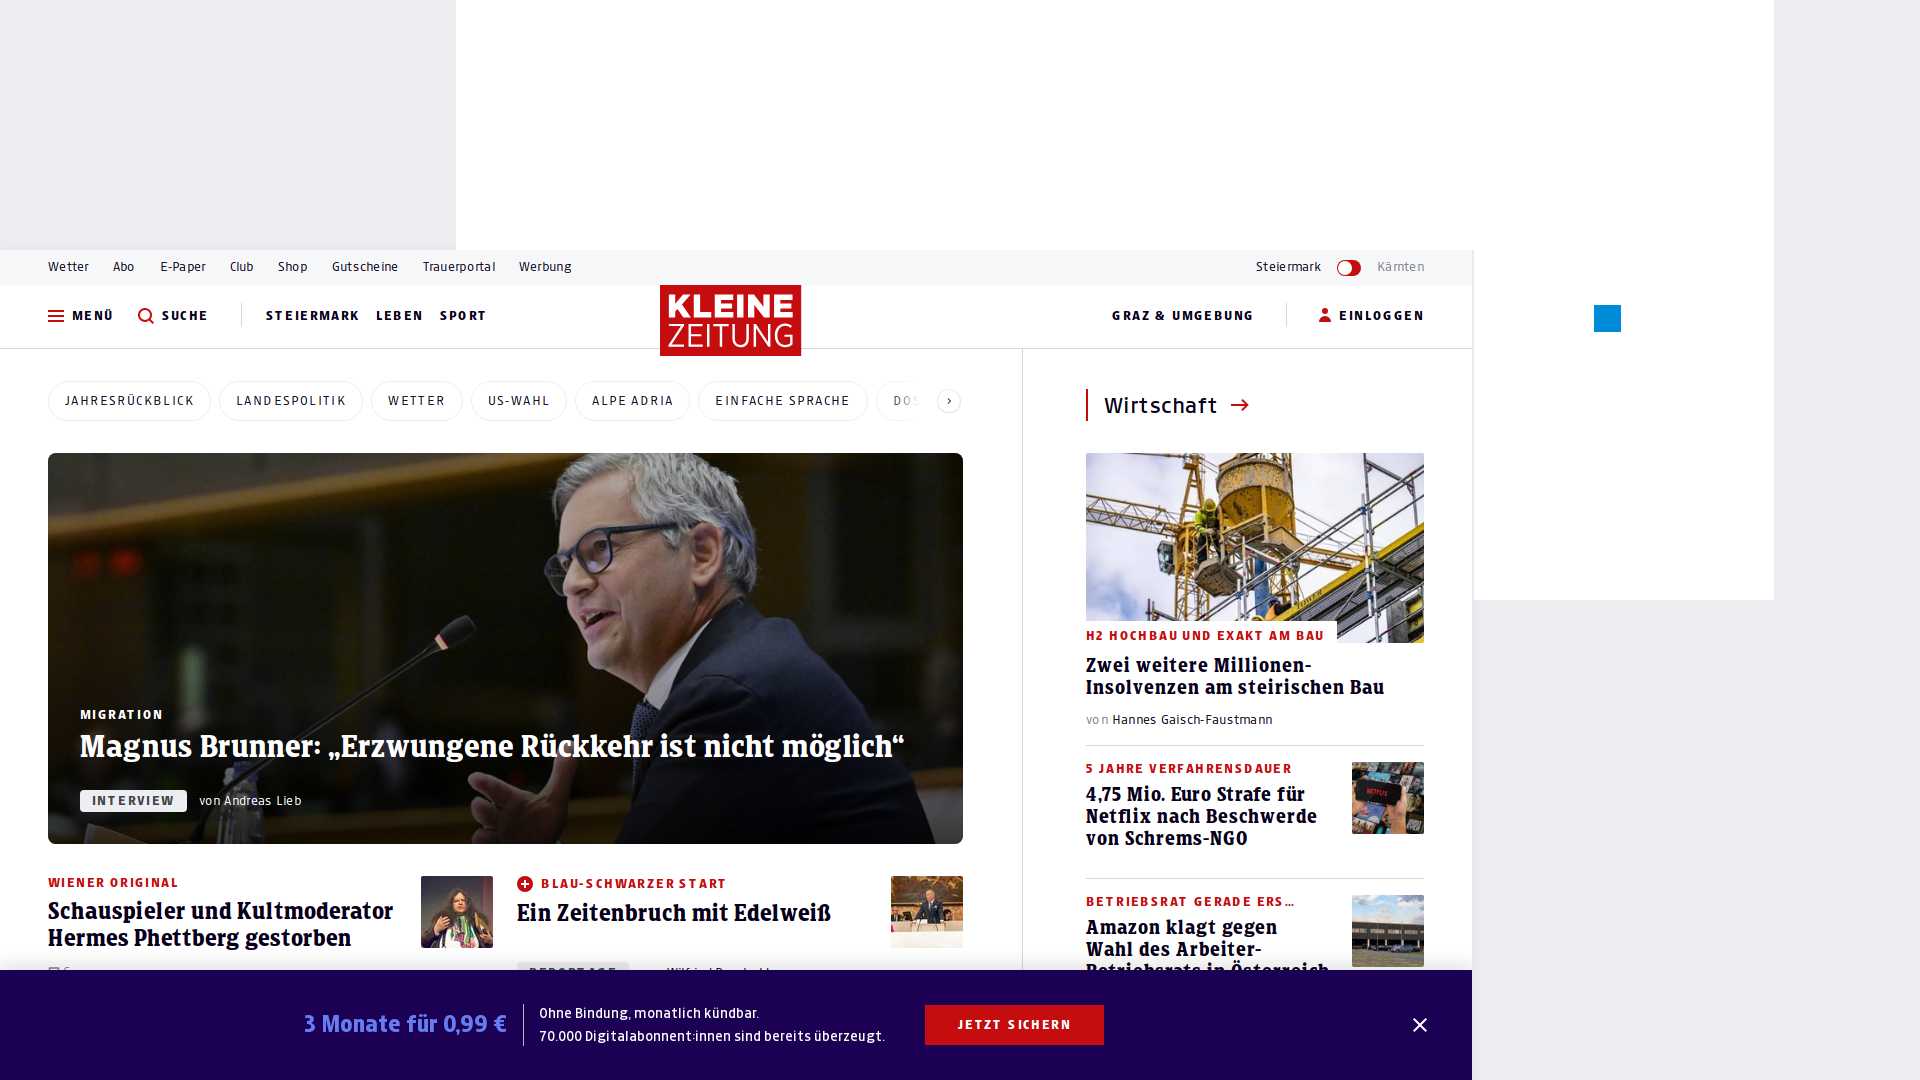 Wetter Abo E-Paper Club Shop Gutscheine Trauerportal Werbung Steiermark Kärnten
MENÜ SUCHE STEIERMARK LEBEN SPORT
KLEINE
ZEITUNG
GRAZ & UMGEBUNG EINLOGGEN
JAHRESRÜCKBLICK LANDESPOLITIK WETTER US-WAHL ALPE ADRIA EINFACHE SPRACHE
MIGRATION
Magnus Brunner: „Erzwungene Rückkehr ist nicht möglich“
INTERVIEW von Andreas Lieb
WIENER ORIGINAL
Schauspieler und Kultmoderator
Hermes Phettberg gestorben
BLAU-SCHWARZER START
Ein Zeitenbruch mit Edelweiß
Wirtschaft
H2 HOCHBAU UND EXAKT AM BAU
Zwei weitere Millionen-
Insolvenzen am steirischen Bau
von Hannes Gaisch-Faustmann
5 JAHRE VERFAHRENSDAUER
4,75 Mio. Euro Strafe für
Netflix nach Beschwerde
von Schrems-NGO
NETFLIX
BETRIEBSRAT GERADE ERS...
Amazon klagt gegen
Wahl des Arbeiter-
Betriebsrats in Österreich
3 Monate für 0,99 €
Ohne Bindung, monatlich kündbar.
70.000 Digitalabonnent:innen sind bereits überzeugt.
JETZT SICHERN